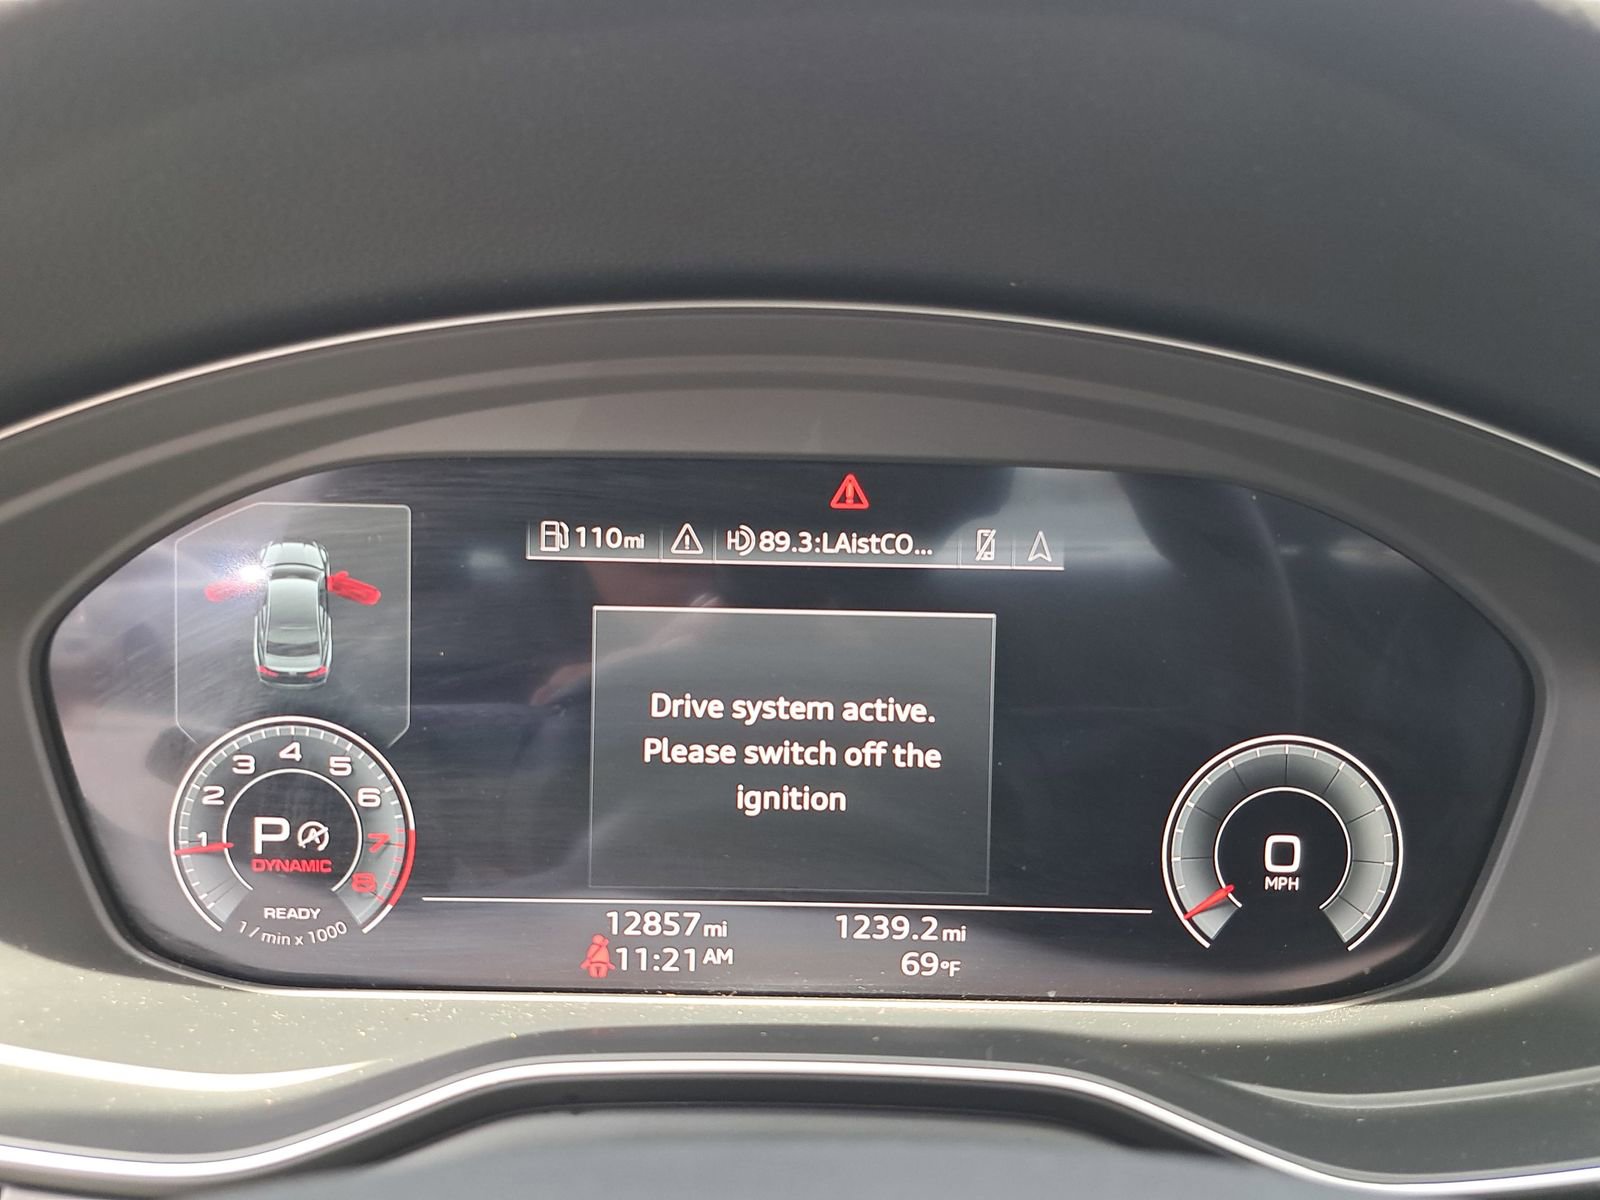 110mi
89.3:LAistCO...
Drive system active.
Please switch off the
ignition
1 2 3 4 5 6 7 8
P
DYNAMIC
READY
1/min x 1000
0
MPH
12857mi 1239.2mi
11:21AM 69°F